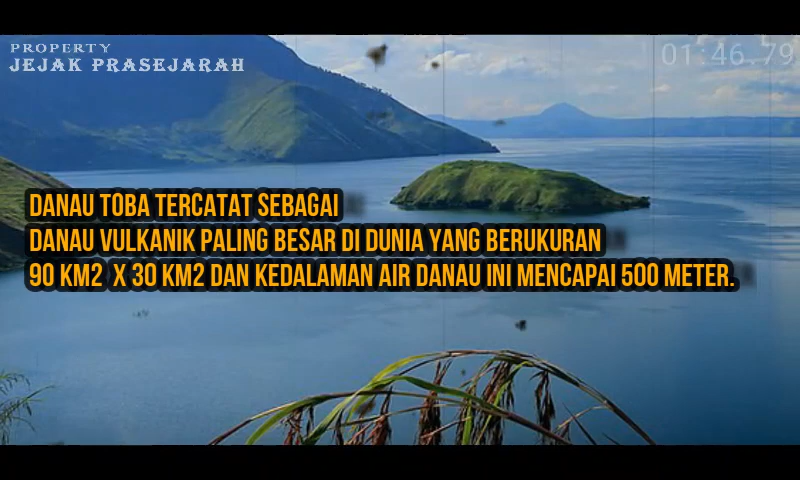 PROPERTY
JEJAK PRASEJARAH
01:46.79
DANAU TOBA TERCATAT SEBAGAI
DANAU VULKANIK PALING BESAR DI DUNIA YANG BERUKURAN
90 KM2 X 30 KM2 DAN KEDALAMAN AIR DANAU INI MENCAPAI 500 METER.